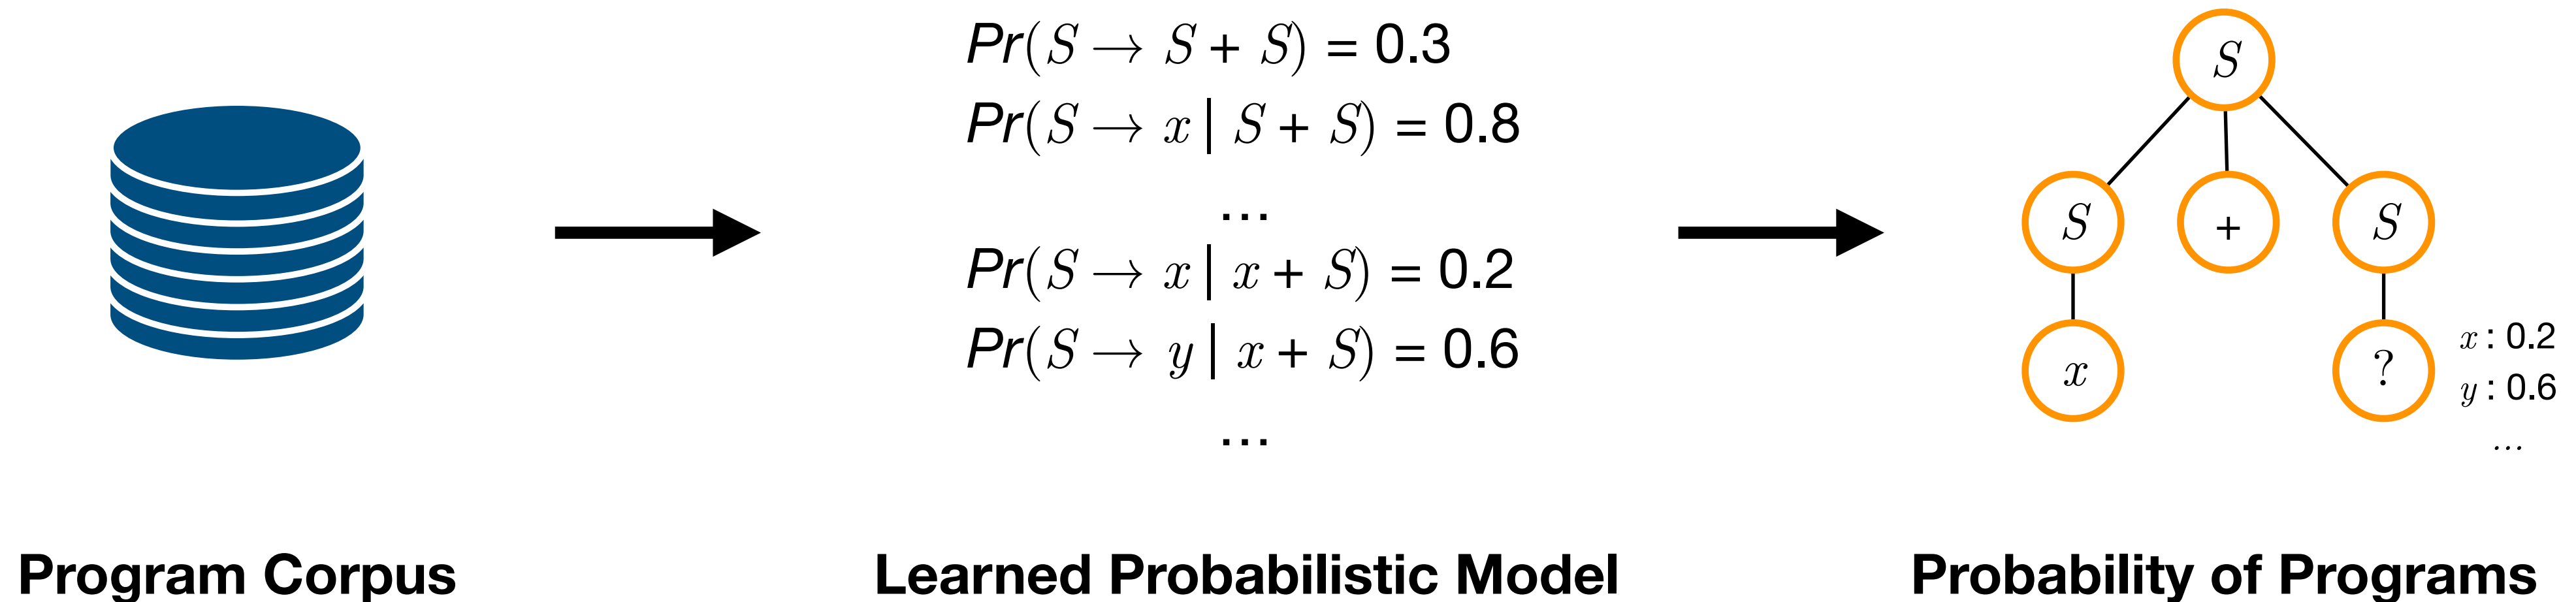 Pr(S → S + S) = 0.3
Pr(S → x | S + S) = 0.8
...
Pr(S → x | x + S) = 0.2
Pr(S → y | x + S) = 0.6
...
S
S + S
x ?
x : 0.2
y : 0.6
...
Program Corpus
Learned Probabilistic Model
Probability of Programs